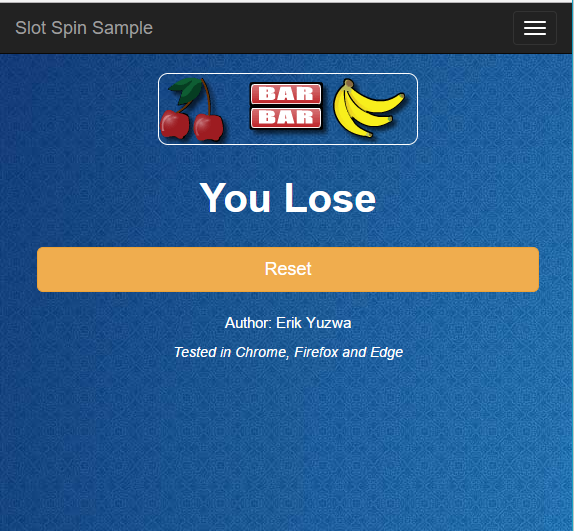 Slot Spin Sample
BAR
BAR
You Lose
Reset
Author: Erik Yuzwa
Tested in Chrome, Firefox and Edge